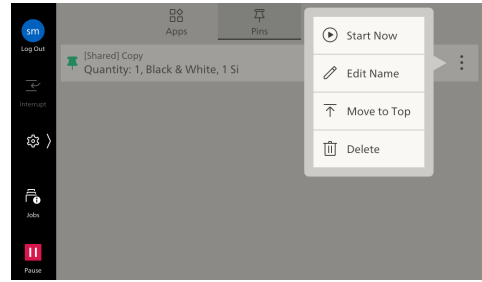 sm
Log Out
Interrupt
Jobs
Pause
Apps
Pins
[Shared] Copy
Quantity: 1, Black & White, 1 Si
Start Now
Edit Name
Move to Top
Delete